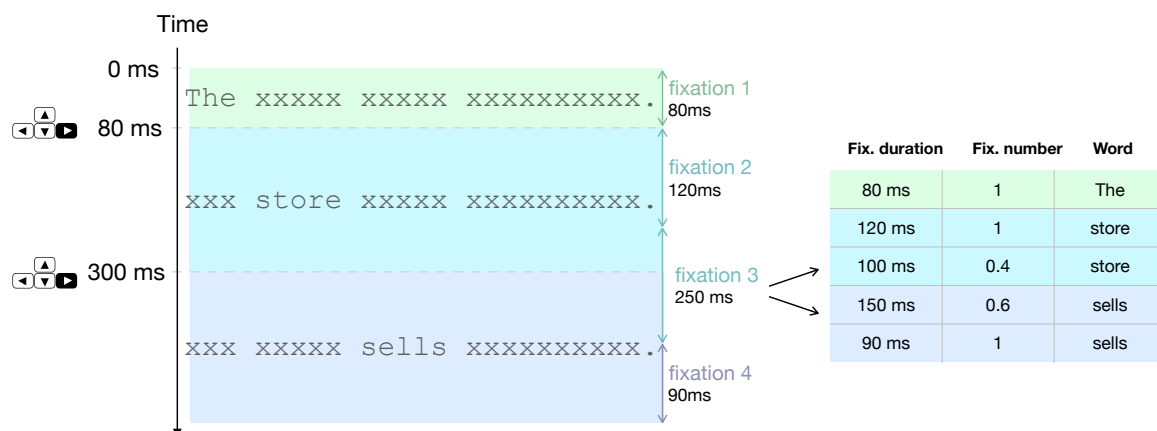 Time
0 ms
The xxxxx xxxxx xxxxxxxxxx.
fixation 1
80ms
80 ms
fixation 2
120ms
xxx store xxxxx xxxxxxxxxx.
300 ms
fixation 3
250 ms
xxx xxxxx sells xxxxxxxxxx.
fixation 4
90ms
Fix. duration Fix. number Word
80 ms 1 The
120 ms 1 store
100 ms 0.4 store
150 ms 0.6 sells
90 ms 1 sells